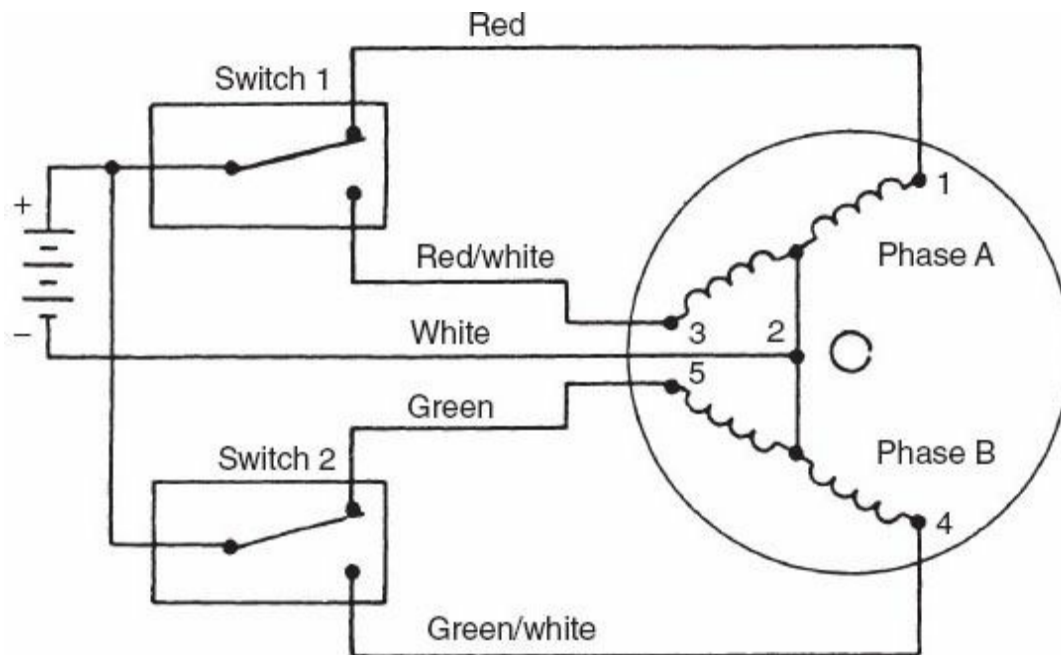 Red
Switch 1
+
−
1
Phase A
Red/white
3
2
White
5
Green
Switch 2
Phase B
4
Green/white